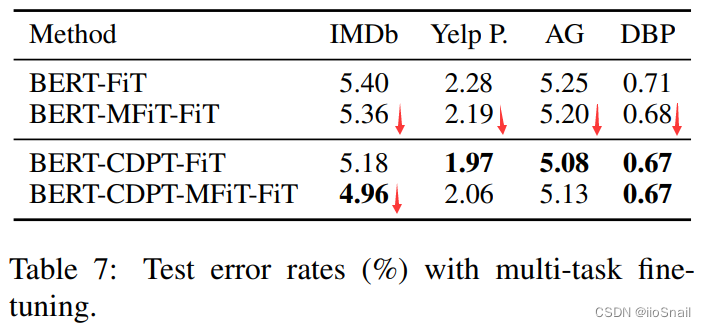 Method IMDb Yelp P. AG DBP
BERT-FiT 5.40 2.28 5.25 0.71
BERT-MFiT-FiT 5.36 2.19 5.20 0.68
BERT-CDPT-FiT 5.18 1.97 5.08 0.67
BERT-CDPT-MFiT-FiT 4.96 2.06 5.13 0.67
Table 7: Test error rates (%) with multi-task fine-
tuning.
CSDN @iioSnail